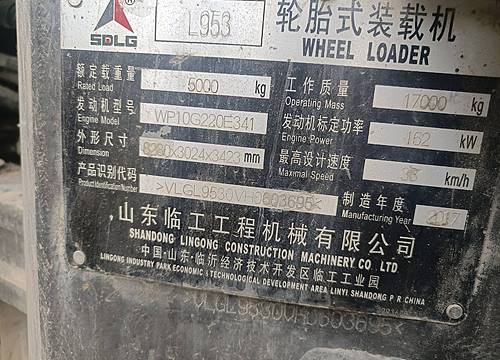 SDLG
®
L953
轮胎式装载机
WHEEL LOADER
额定载重量 5000 kg
Rated Load
工作质量 17000 kg
Operating Mass
发动机型号 WP10G220E341
Engine Model
发动机标定功率 162 kW
Engine Power
外形尺寸 3024x3423 mm
Dimension
最高设计速度 km/h
Maximal Speed
产品识别代码 >VLGL9530VH0603695<
Product Identification Number
制造年度 2017
Manufacturing Year
山东临工工程机械有限公司
SHANDONG LINGONG CONSTRUCTION MACHINERY CO., LTD
中国·山东·临沂经济技术开发区临工工业园
LINGONG INDUSTRY PARK ECONOMIC & TECHNOLOGICAL DEVELOPMENT AREA LINYI SHANDONG P.R.CHINA
VLGL9530VH0603695<